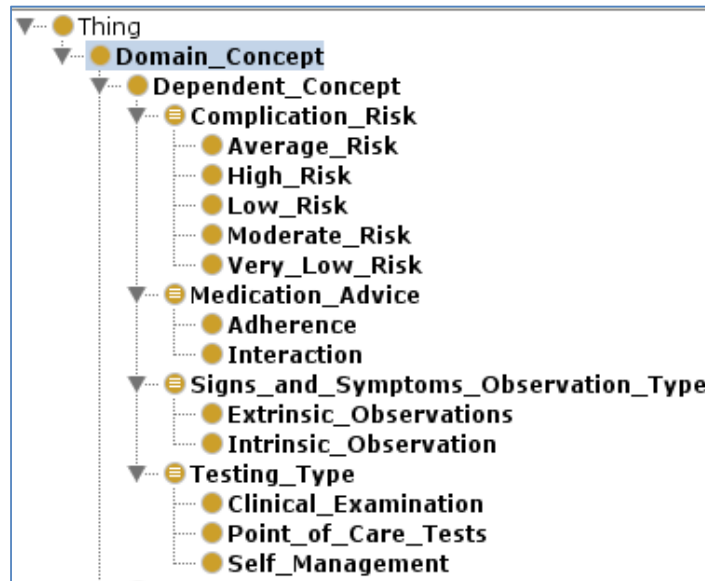 Thing
Domain_Concept
Dependent_Concept
Complication_Risk
Average_Risk
High_Risk
Low_Risk
Moderate_Risk
Very_Low_Risk
Medication_Advice
Adherence
Interaction
Signs_and_Symptoms_Observation_Type
Extrinsic_Observations
Intrinsic_Observation
Testing_Type
Clinical_Examination
Point_of_Care_Tests
Self_Management